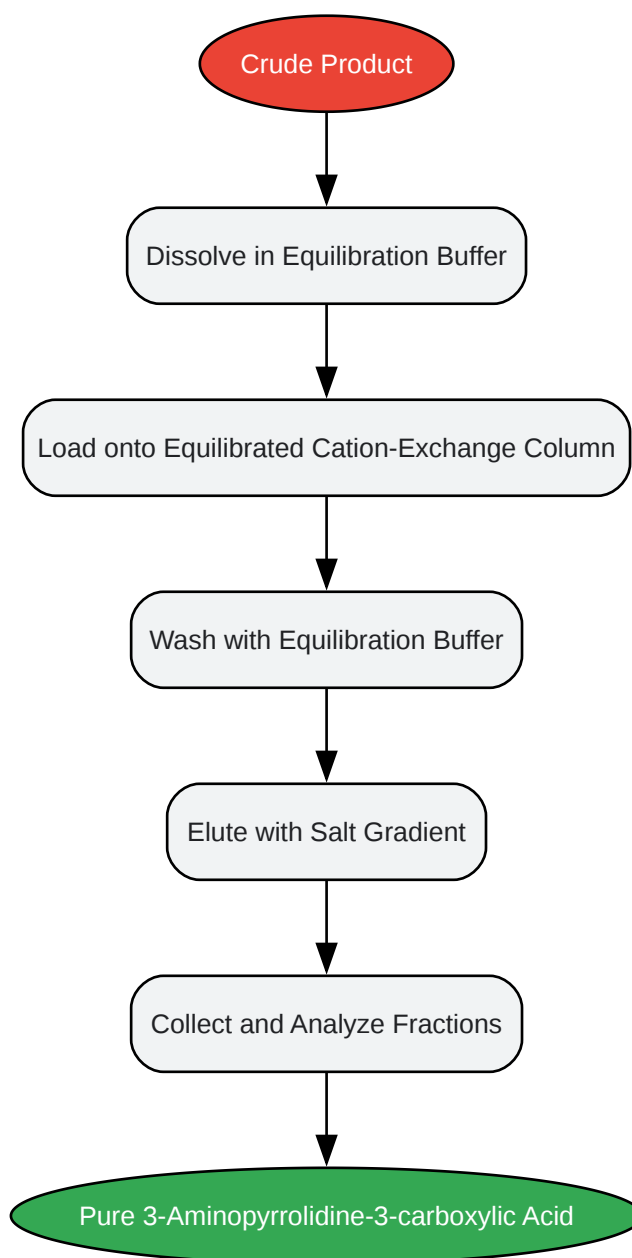 Crude Product
Dissolve in Equilibration Buffer
Load onto Equilibrated Cation-Exchange Column
Wash with Equilibration Buffer
Elute with Salt Gradient
Collect and Analyze Fractions
Pure 3-Aminopyrrolidine-3-carboxylic Acid